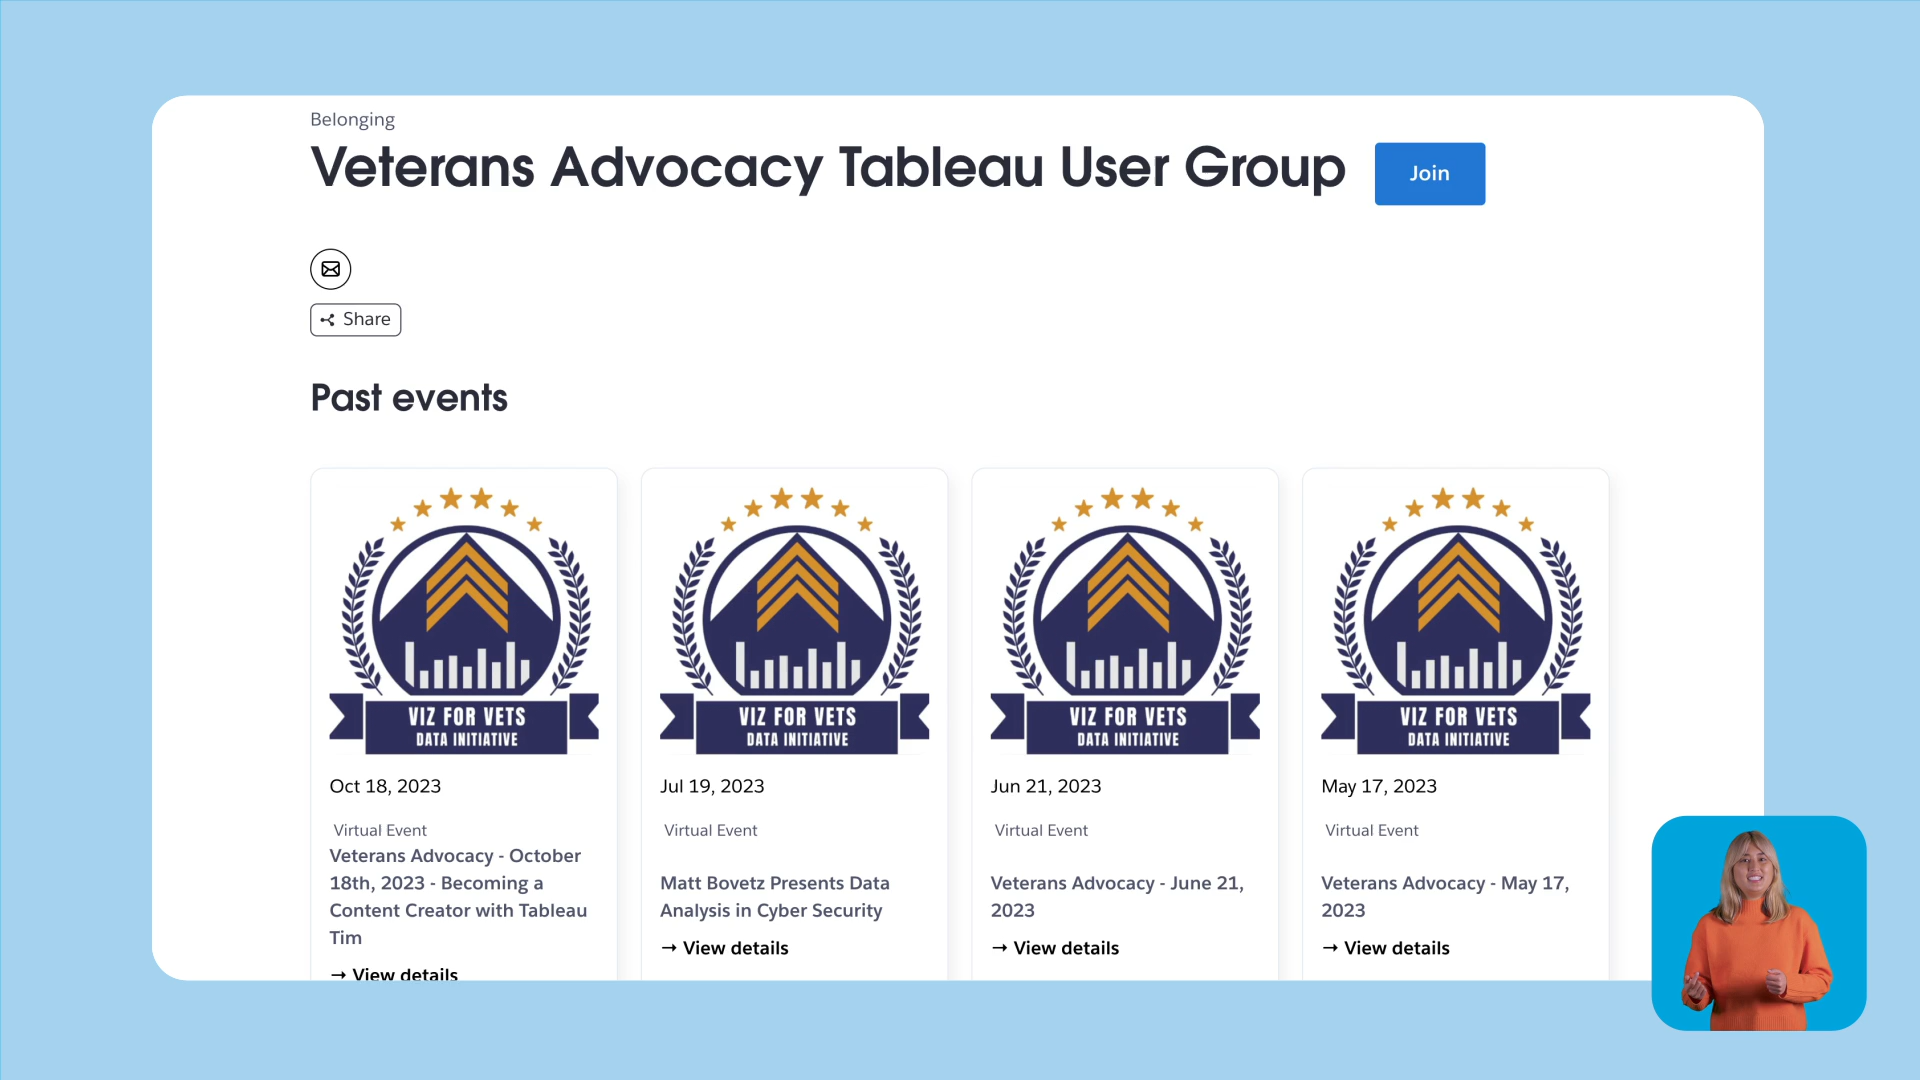 Belonging
Veterans Advocacy Tableau User Group
Join
Share
Past events
VIZ FOR VETS
DATA INITIATIVE
Oct 18, 2023
Virtual Event
Veterans Advocacy - October
18th, 2023 - Becoming a
Content Creator with Tableau
Tim
→ View details
VIZ FOR VETS
DATA INITIATIVE
Jul 19, 2023
Virtual Event
Matt Bovetz Presents Data
Analysis in Cyber Security
→ View details
VIZ FOR VETS
DATA INITIATIVE
Jun 21, 2023
Virtual Event
Veterans Advocacy - June 21,
2023
→ View details
VIZ FOR VETS
DATA INITIATIVE
May 17, 2023
Virtual Event
Veterans Advocacy - May 17,
2023
→ View details